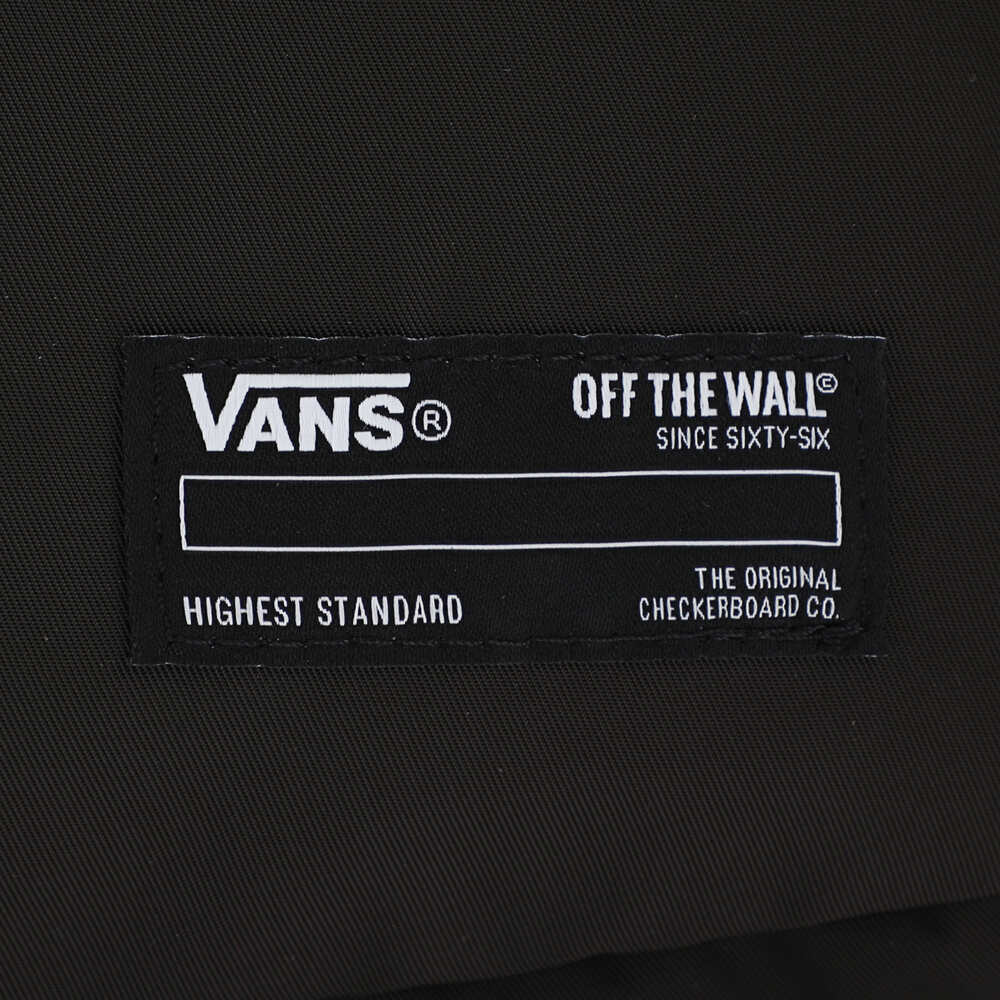 VANS®
OFF THE WALL©
SINCE SIXTY-SIX
HIGHEST STANDARD
THE ORIGINAL
CHECKERBOARD CO.